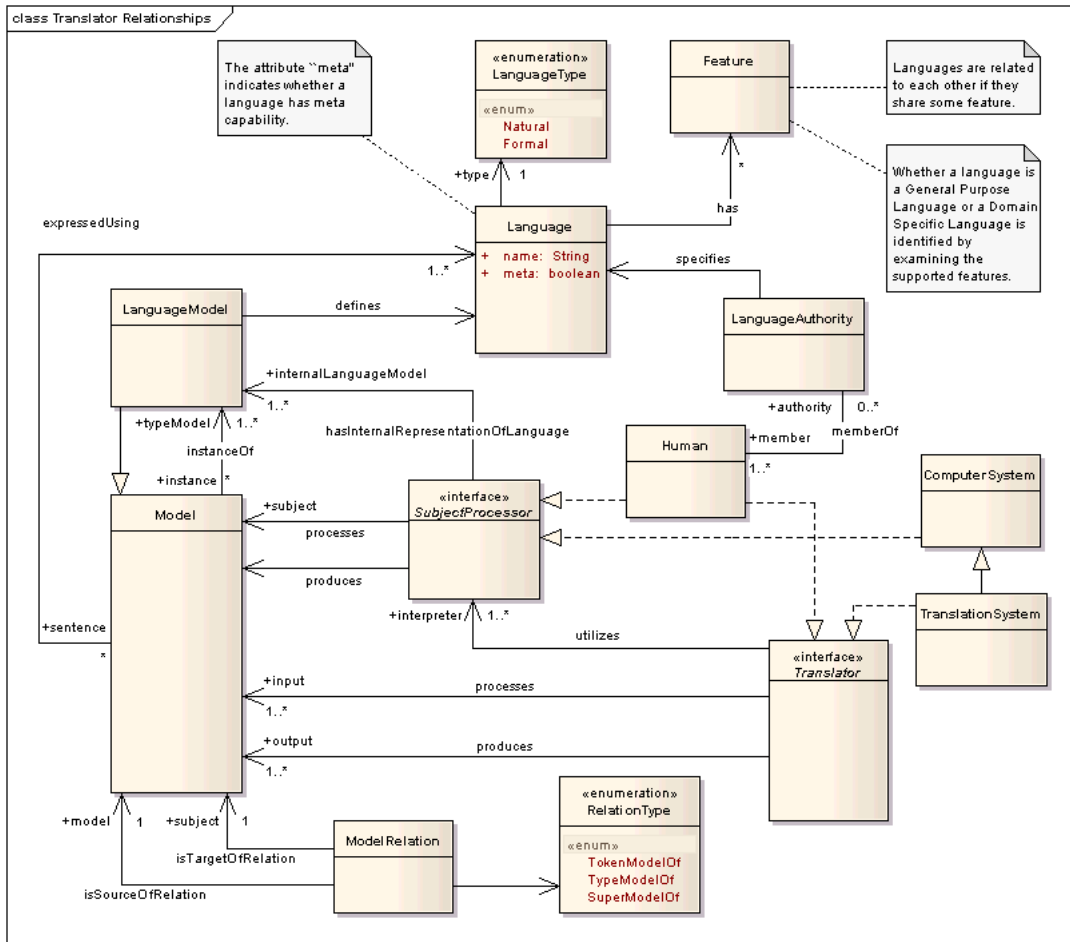 class Translator Relationships
The attribute ``meta"
indicates whether a
language has meta
capability.
«enumeration»
LanguageType
«enum»
Natural
Formal
Feature
Languages are related
to each other if they
share some feature.
Whether a language is
a General Purpose
Language or a Domain
Specific Language is
identified by
examining the
supported features.
+type 1
*
has
expressedUsing
1..*
Language
+ name: String
+ meta: boolean
specifies
LanguageAuthority
LanguageModel
defines
+internalLanguageModel
1..*
hasInternalRepresentationOfLanguage
+authority 0..*
memberOf
+member
1..*
Human
+typeModel 1..*
instanceOf
+instance *
ComputerSystem
Model
«interface»
SubjectProcessor
+subject
processes
produces
+interpreter 1..*
TranslationSystem
+sentence
*
utilizes
«interface»
Translator
+input
processes
1..*
+output
produces
1..*
+model 1
+subject 1
«enumeration»
RelationType
«enum»
TokenModelOf
TypeModelOf
SuperModelOf
ModelRelation
isTargetOfRelation
isSourceOfRelation